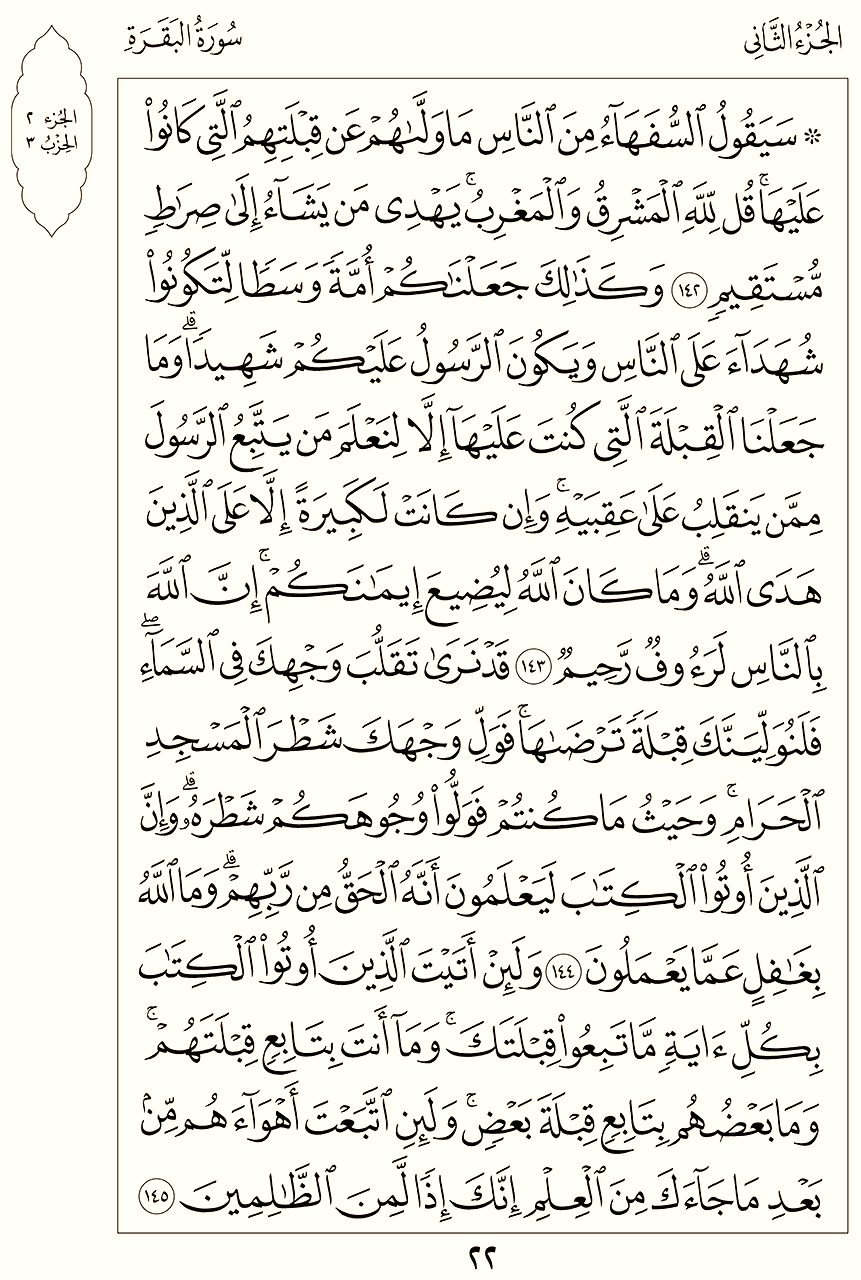 الجُزْءُ الثَّانِي
سُورَةُ البَقَرَةِ
الجُزء ٢
الحِزْبُ ٣
۞ سَيَقُولُ ٱلسُّفَهَآءُ مِنَ ٱلنَّاسِ مَا وَلَّىٰهُمْ عَن قِبْلَتِهِمُ ٱلَّتِى كَانُوا۟
عَلَيْهَا ۚ قُل لِّلَّهِ ٱلْمَشْرِقُ وَٱلْمَغْرِبُ ۚ يَهْدِى مَن يَشَآءُ إِلَىٰ صِرَٰطٍ
مُّسْتَقِيمٍ ١٤٢ وَكَذَٰلِكَ جَعَلْنَٰكُمْ أُمَّةً وَسَطًا لِّتَكُونُوا۟
شُهَدَآءَ عَلَى ٱلنَّاسِ وَيَكُونَ ٱلرَّسُولُ عَلَيْكُمْ شَهِيدًا ۗ وَمَا
جَعَلْنَا ٱلْقِبْلَةَ ٱلَّتِى كُنتَ عَلَيْهَآ إِلَّا لِنَعْلَمَ مَن يَتَّبِعُ ٱلرَّسُولَ
مِمَّن يَنقَلِبُ عَلَىٰ عَقِبَيْهِ ۚ وَإِن كَانَتْ لَكَبِيرَةً إِلَّا عَلَى ٱلَّذِينَ
هَدَى ٱللَّهُ ۗ وَمَا كَانَ ٱللَّهُ لِيُضِيعَ إِيمَٰنَكُمْ ۚ إِنَّ ٱللَّهَ
بِٱلنَّاسِ لَرَءُوفٌ رَّحِيمٌ ١٤٣ قَدْ نَرَىٰ تَقَلُّبَ وَجْهِكَ فِى ٱلسَّمَآءِ ۖ
فَلَنُوَلِّيَنَّكَ قِبْلَةً تَرْضَىٰهَا ۚ فَوَلِّ وَجْهَكَ شَطْرَ ٱلْمَسْجِدِ
ٱلْحَرَامِ ۚ وَحَيْثُ مَا كُنتُمْ فَوَلُّوا۟ وُجُوهَكُمْ شَطْرَهُۥ ۗ وَإِنَّ
ٱلَّذِينَ أُوتُوا۟ ٱلْكِتَٰبَ لَيَعْلَمُونَ أَنَّهُ ٱلْحَقُّ مِن رَّبِّهِمْ ۗ وَمَا ٱللَّهُ
بِغَٰفِلٍ عَمَّا يَعْمَلُونَ ١٤٤ وَلَئِنْ أَتَيْتَ ٱلَّذِينَ أُوتُوا۟ ٱلْكِتَٰبَ
بِكُلِّ ءَايَةٍ مَّا تَبِعُوا۟ قِبْلَتَكَ ۚ وَمَآ أَنتَ بِتَابِعٍ قِبْلَتَهُمْ ۚ
وَمَا بَعْضُهُم بِتَابِعٍ قِبْلَةَ بَعْضٍ ۚ وَلَئِنِ ٱتَّبَعْتَ أَهْوَآءَهُم مِّنۢ
بَعْدِ مَا جَآءَكَ مِنَ ٱلْعِلْمِ إِنَّكَ إِذًا لَّمِنَ ٱلظَّٰلِمِينَ ١٤٥
٢٢